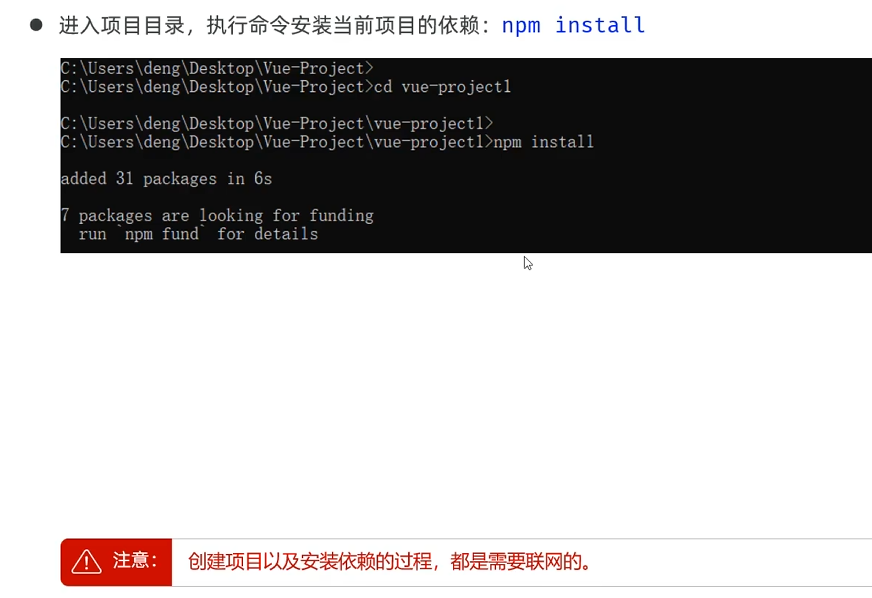 ● 进入项目目录，执行命令安装当前项目的依赖：npm install
C:\Users\deng\Desktop\Vue-Project>
C:\Users\deng\Desktop\Vue-Project>cd vue-project1
C:\Users\deng\Desktop\Vue-Project\vue-project1>
C:\Users\deng\Desktop\Vue-Project\vue-project1>npm install
added 31 packages in 6s
7 packages are looking for funding
  run `npm fund` for details
注意：
创建项目以及安装依赖的过程，都是需要联网的。